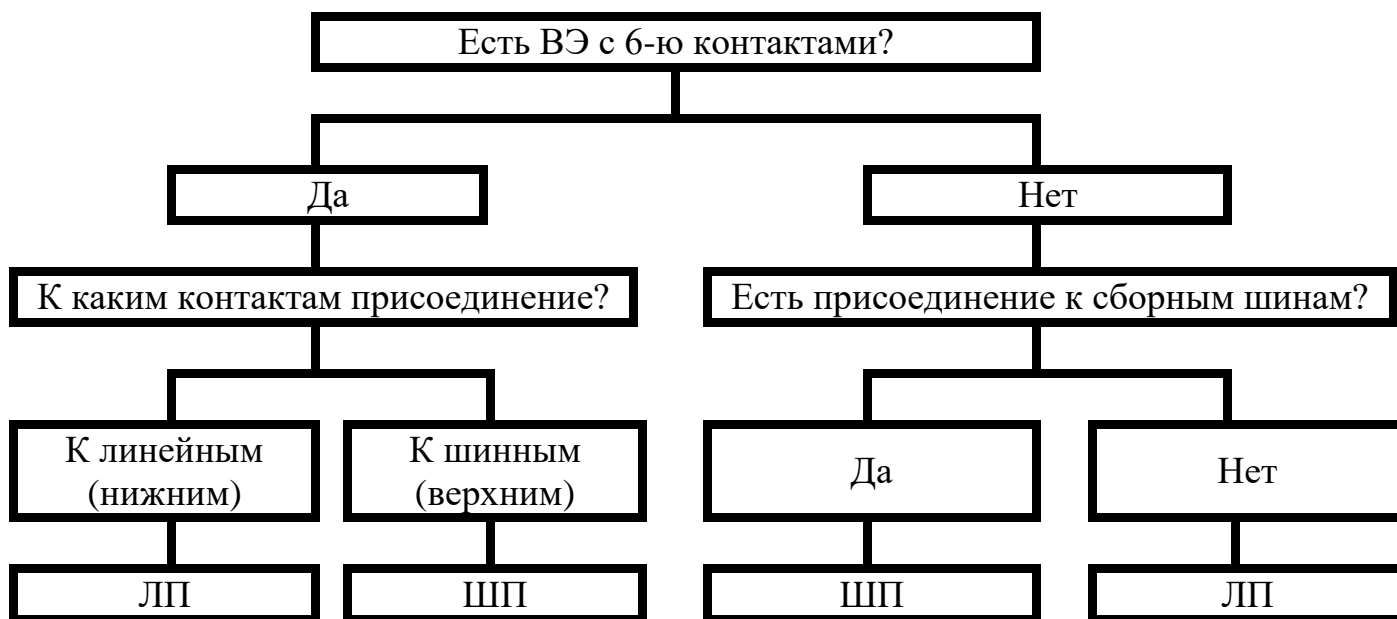 Есть ВЭ с 6-ю контактами?
Да
Нет
К каким контактам присоединение?
Есть присоединение к сборным шинам?
К линейным
(нижним)
К шинным
(верхним)
Да
Нет
ЛП
ШП
ШП
ЛП